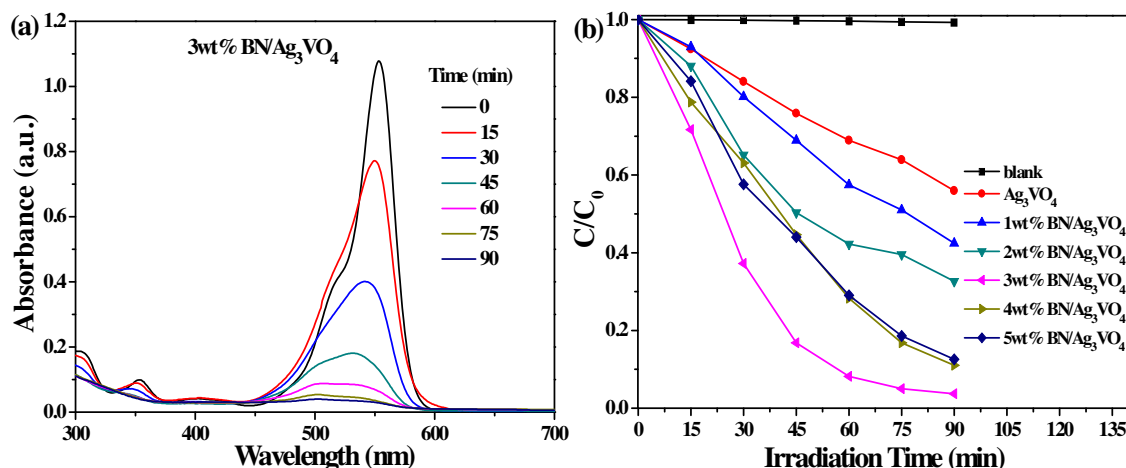 (a)
3wt% BN/Ag₃VO₄
Time (min)
0
15
30
45
60
75
90
Absorbance (a.u.)
1.2
1.0
0.8
0.6
0.4
0.2
0.0
300 400 500 600 700
Wavelength (nm)
(b)
C/C₀
1.0
0.8
0.6
0.4
0.2
0.0
blank
Ag₃VO₄
1wt% BN/Ag₃VO₄
2wt% BN/Ag₃VO₄
3wt% BN/Ag₃VO₄
4wt% BN/Ag₃VO₄
5wt% BN/Ag₃VO₄
0 15 30 45 60 75 90 105 120 135
Irradiation Time (min)